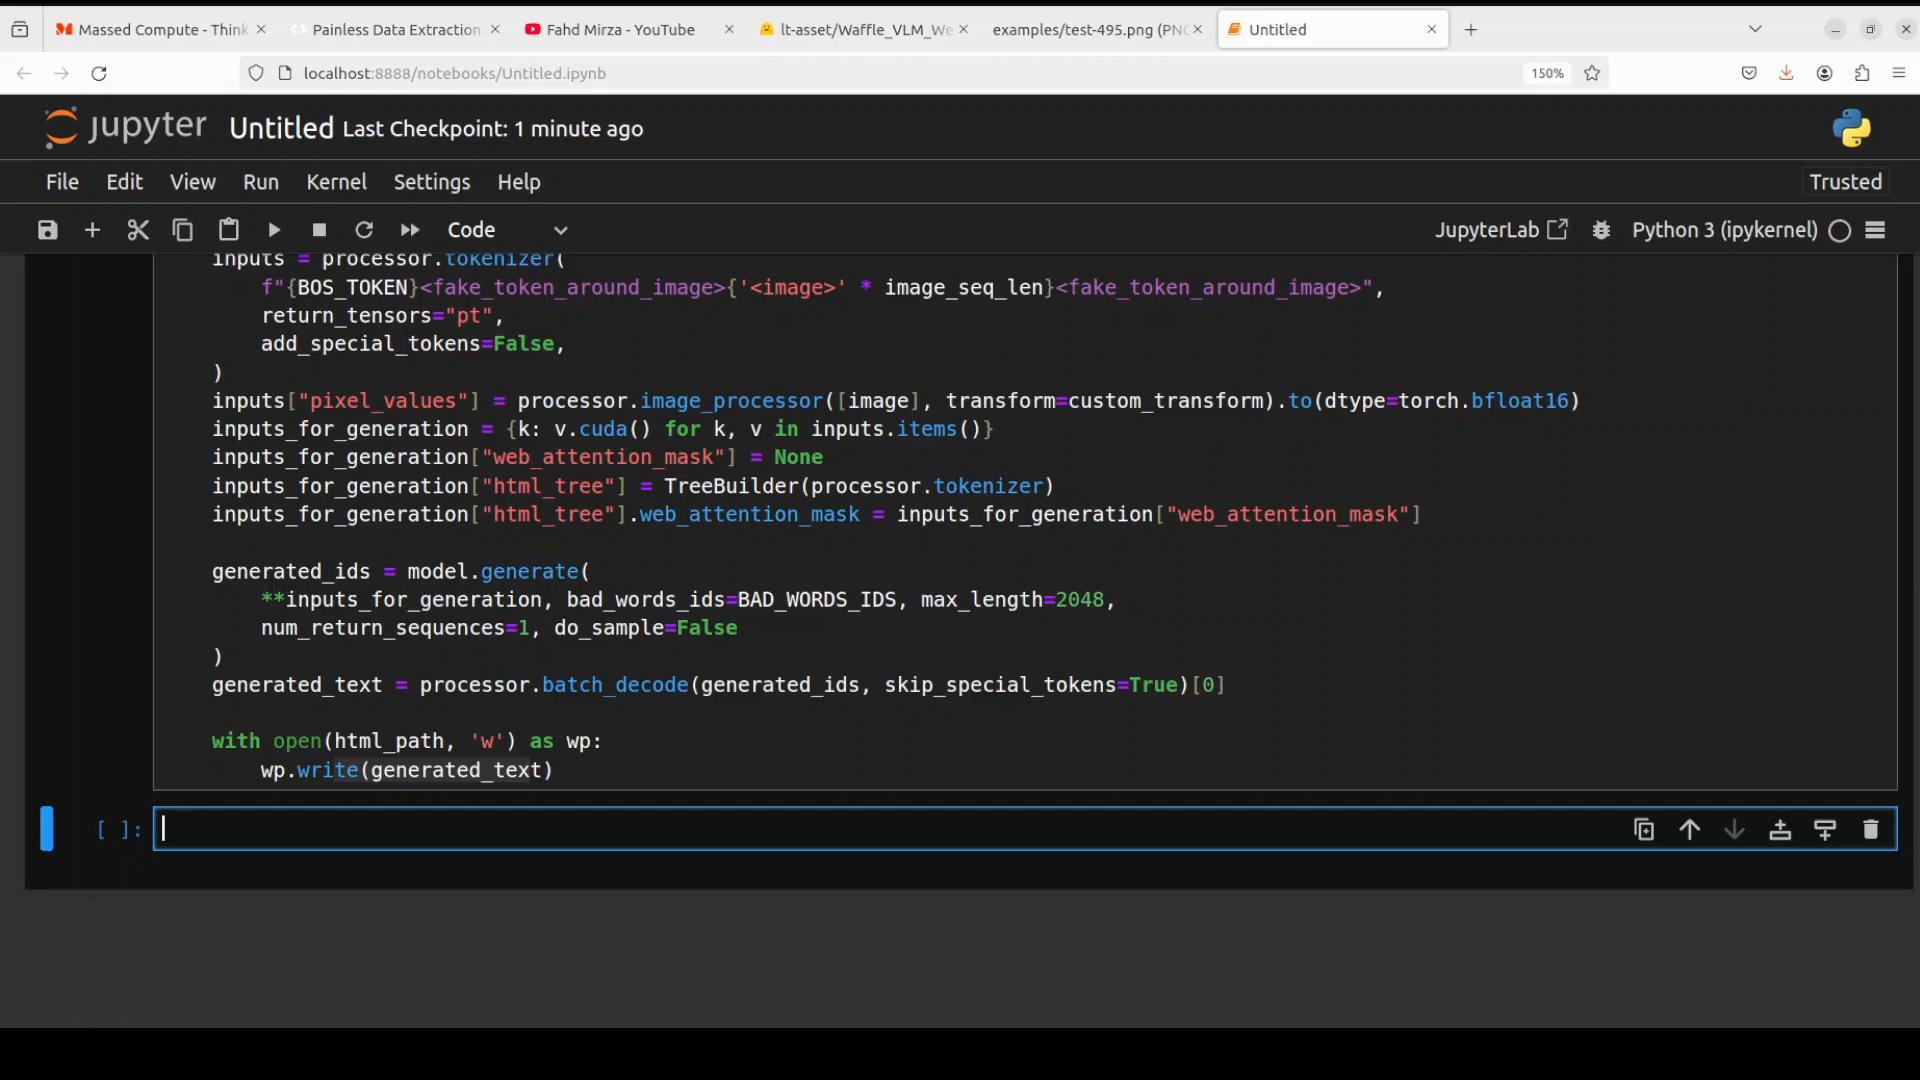 Massed Compute - Think
Painless Data Extraction
Fahd Mirza - YouTube
lt-asset/Waffle_VLM_We
examples/test-495.png (PNG
Untitled
localhost:8888/notebooks/Untitled.ipynb
150%
jupyter Untitled Last Checkpoint: 1 minute ago
File Edit View Run Kernel Settings Help Trusted
Code JupyterLab Python 3 (ipykernel)
inputs = processor.tokenizer(
f"{BOS_TOKEN}<fake_token_around_image>{'<image>' * image_seq_len}<fake_token_around_image>",
return_tensors="pt",
add_special_tokens=False,
)
inputs["pixel_values"] = processor.image_processor([image], transform=custom_transform).to(dtype=torch.bfloat16)
inputs_for_generation = {k: v.cuda() for k, v in inputs.items()}
inputs_for_generation["web_attention_mask"] = None
inputs_for_generation["html_tree"] = TreeBuilder(processor.tokenizer)
inputs_for_generation["html_tree"].web_attention_mask = inputs_for_generation["web_attention_mask"]
generated_ids = model.generate(
**inputs_for_generation, bad_words_ids=BAD_WORDS_IDS, max_length=2048,
num_return_sequences=1, do_sample=False
)
generated_text = processor.batch_decode(generated_ids, skip_special_tokens=True)[0]
with open(html_path, 'w') as wp:
wp.write(generated_text)
[ ]: